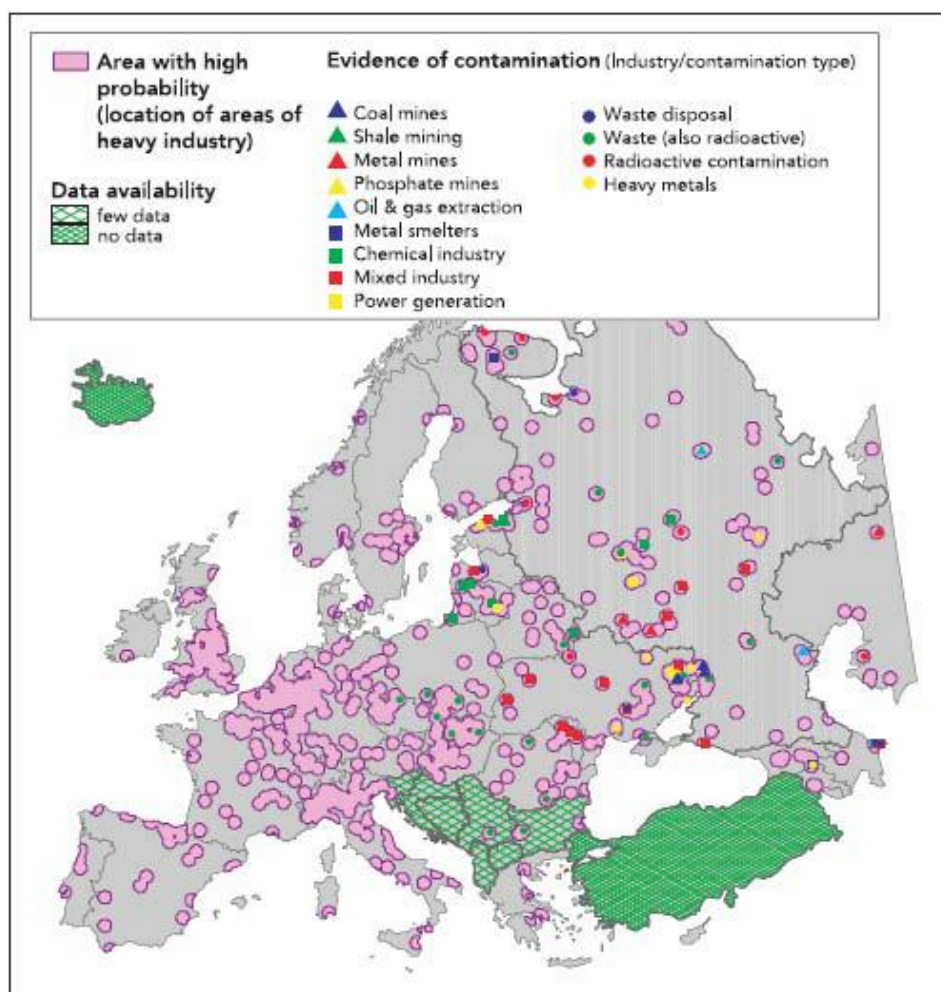 Area with high
probability
(location of areas of
heavy industry)
Data availability
few data
no data
Evidence of contamination (Industry/contamination type)
Coal mines
Shale mining
Metal mines
Phosphate mines
Oil & gas extraction
Metal smelters
Chemical industry
Mixed industry
Power generation
Waste disposal
Waste (also radioactive)
Radioactive contamination
Heavy metals